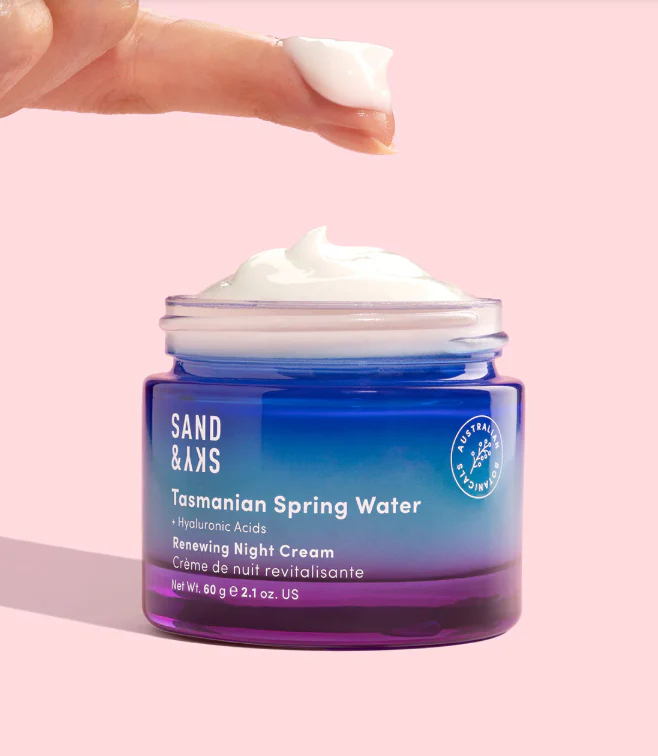 SAND
& SKY
Tasmanian Spring Water
+ Hyaluronic Acids
Renewing Night Cream
Crème de nuit revitalisante
Net Wt. 60 g ℮ 2.1 oz. US
AUSTRALIAN BOTANICALS